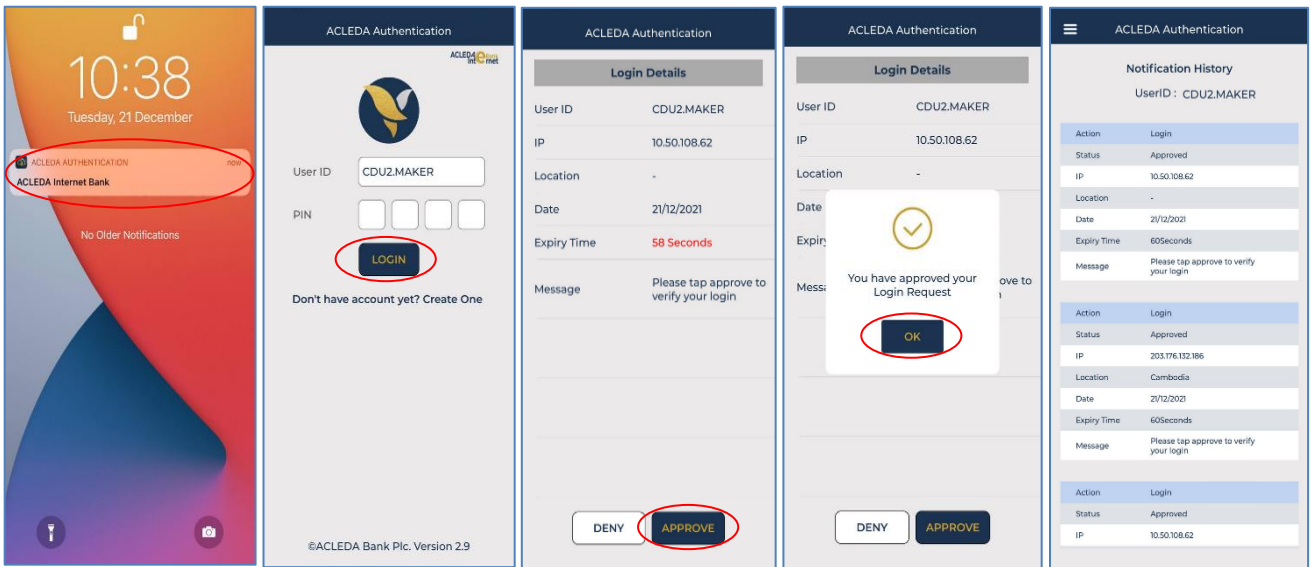 10:38
Tuesday, 21 December
ACLEDA AUTHENTICATION now
ACLEDA Internet Bank
No Older Notifications
ACLEDA Authentication
User ID CDU2.MAKER
PIN
LOGIN
Don't have account yet? Create One
©ACLEDA Bank Plc. Version 2.9
ACLEDA Authentication
Login Details
User ID CDU2.MAKER
IP 10.50.108.62
Location -
Date 21/12/2021
Expiry Time 58 Seconds
Message Please tap approve to
verify your login
DENY APPROVE
ACLEDA Authentication
Login Details
User ID CDU2.MAKER
IP 10.50.108.62
Location -
Date
You have approved your
Login Request
OK
DENY APPROVE
ACLEDA Authentication
Notification History
UserID : CDU2.MAKER
Action Login
Status Approved
IP 10.50.108.62
Location -
Date 21/12/2021
Expiry Time 60Seconds
Message Please tap approve to verify
your login
Action Login
Status Approved
IP 203.176.132.186
Location Cambodia
Date 21/12/2021
Expiry Time 60Seconds
Message Please tap approve to verify
your login
Action Login
Status Approved
IP 10.50.108.62